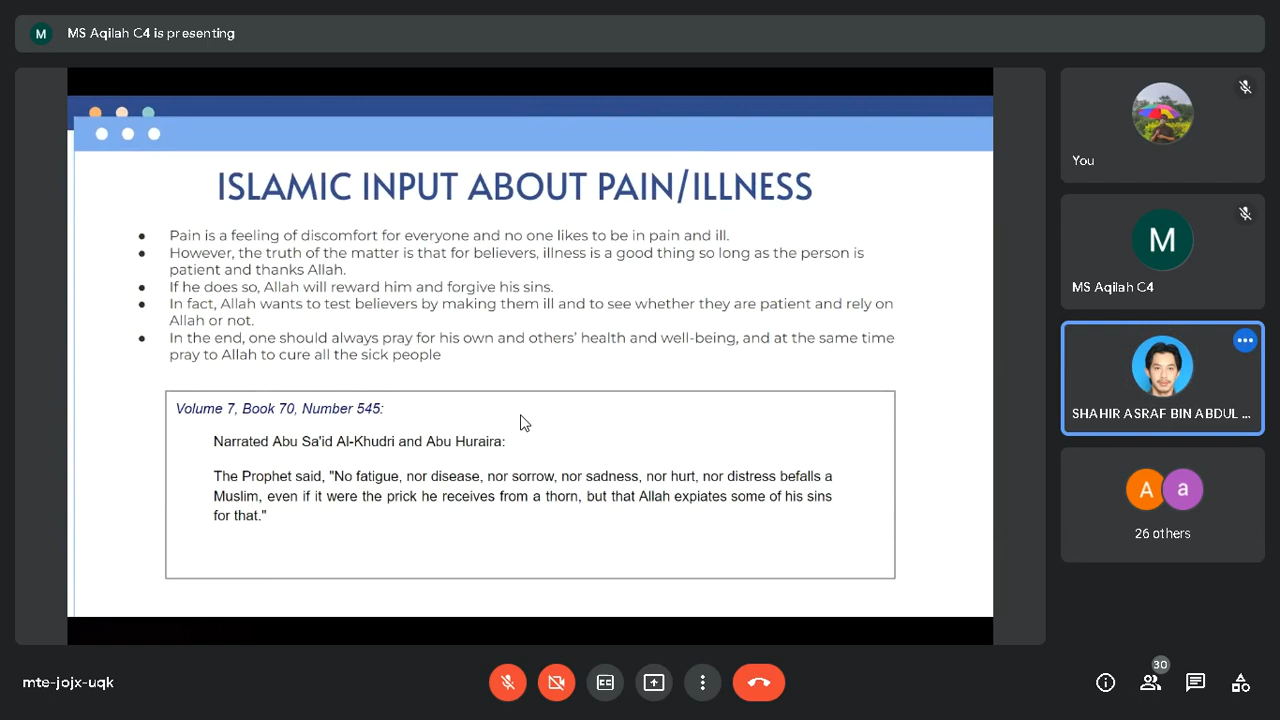 M MS Aqilah C4 is presenting
ISLAMIC INPUT ABOUT PAIN/ILLNESS
● Pain is a feeling of discomfort for everyone and no one likes to be in pain and ill.
● However, the truth of the matter is that for believers, illness is a good thing so long as the person is
patient and thanks Allah.
● If he does so, Allah will reward him and forgive his sins.
● In fact, Allah wants to test believers by making them ill and to see whether they are patient and rely on
Allah or not.
● In the end, one should always pray for his own and others’ health and well-being, and at the same time
pray to Allah to cure all the sick people
Volume 7, Book 70, Number 545:
Narrated Abu Sa'id Al-Khudri and Abu Huraira:
The Prophet said, "No fatigue, nor disease, nor sorrow, nor sadness, nor hurt, nor distress befalls a
Muslim, even if it were the prick he receives from a thorn, but that Allah expiates some of his sins
for that."
You
M
MS Aqilah C4
SHAHIR ASRAF BIN ABDUL ...
A a
26 others
mte-jojx-uqk
CC
30